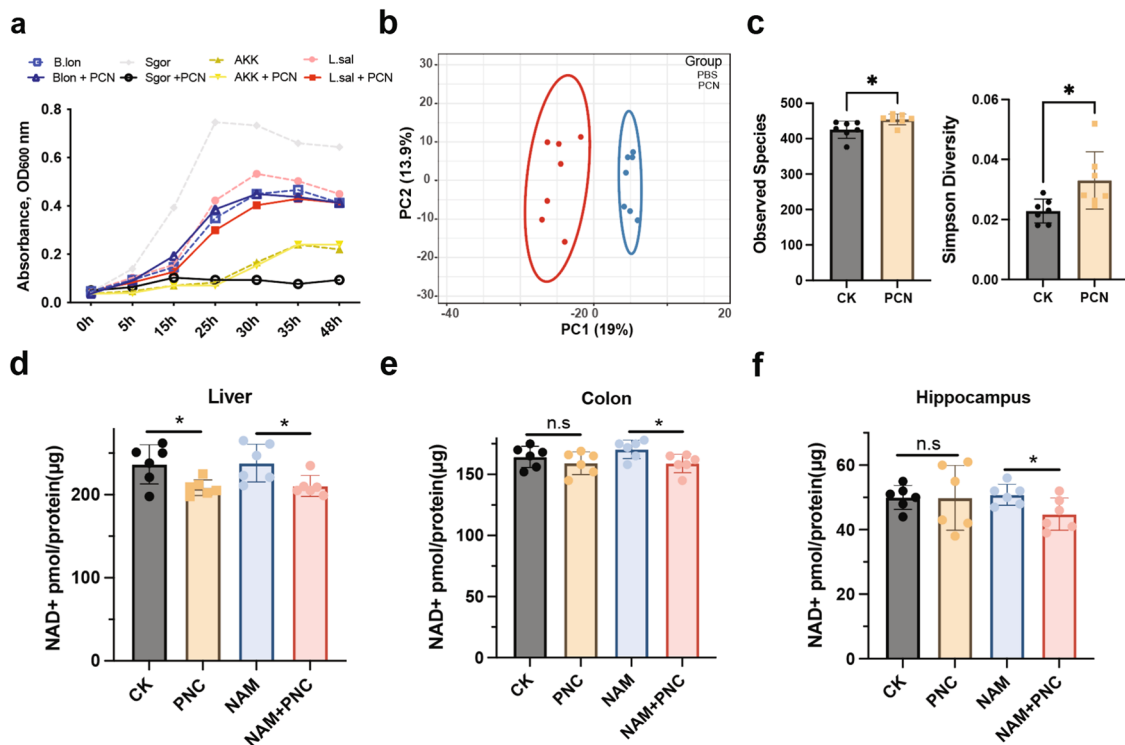 a
B.lon
Sgor
AKK
L.sal
Blon + PCN
Sgor +PCN
AKK + PCN
L.sal + PCN
Absorbance, OD600 nm
0.8
0.6
0.4
0.2
0.0
0h
5h
15h
25h
30h
35h
48h
b
Group
PBS
PCN
PC2 (13.9%)
30
20
10
0
-10
-20
-30
-40
-20
0
20
PC1 (19%)
c
*
Observed Species
500
400
300
200
100
0
CK
PCN
*
Simpson Diversity
0.06
0.04
0.02
0.00
CK
PCN
d
Liver
*
*
NAD+ pmol/protein(μg)
200
100
0
CK
PNC
NAM
NAM+PNC
e
Colon
n.s
*
NAD+ pmol/protein(μg)
150
100
50
0
CK
PNC
NAM
NAM+PNC
f
Hippocampus
n.s
*
NAD+ pmol/protein(μg)
60
40
20
0
CK
PNC
NAM
NAM+PNC